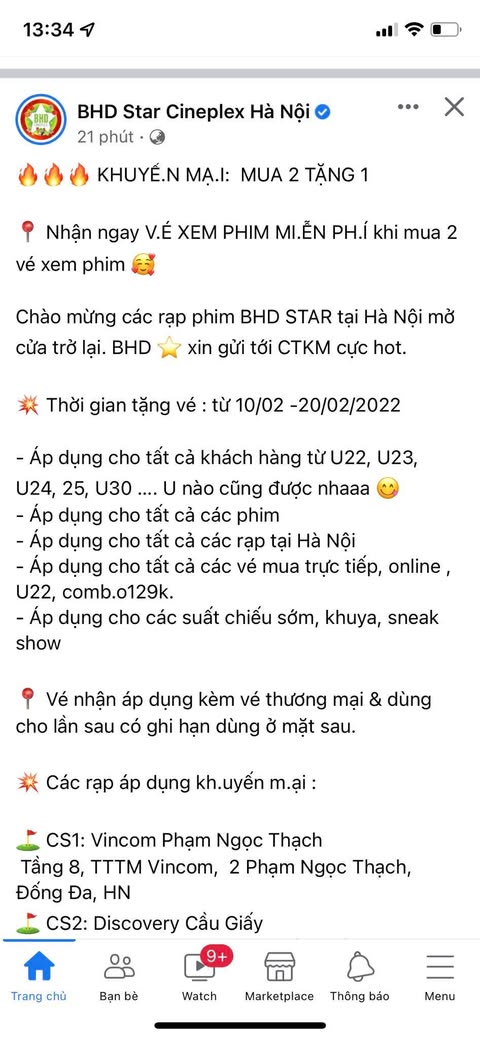 13:34
BHD Star Cineplex Hà Nội
21 phút ·
KHUYẾ.N MẠ.I: MUA 2 TẶNG 1
Nhận ngay V.É XEM PHIM MI.ỄN PH.Í khi mua 2
vé xem phim
Chào mừng các rạp phim BHD STAR tại Hà Nội mở
cửa trở lại. BHD ⭐ xin gửi tới CTKM cực hot.
Thời gian tặng vé : từ 10/02 -20/02/2022
- Áp dụng cho tất cả khách hàng từ U22, U23,
U24, 25, U30 .... U nào cũng được nhaaa
- Áp dụng cho tất cả các phim
- Áp dụng cho tất cả các rạp tại Hà Nội
- Áp dụng cho tất cả các vé mua trực tiếp, online ,
U22, comb.o129k.
- Áp dụng cho các suất chiếu sớm, khuya, sneak
show
Vé nhận áp dụng kèm vé thương mại & dùng
cho lần sau có ghi hạn dùng ở mặt sau.
Các rạp áp dụng kh.uyến m.ại :
CS1: Vincom Phạm Ngọc Thạch
Tầng 8, TTTM Vincom, 2 Phạm Ngọc Thạch,
Đống Đa, HN
CS2: Discovery Cầu Giấy
9+
Trang chủ Bạn bè Watch Marketplace Thông báo Menu